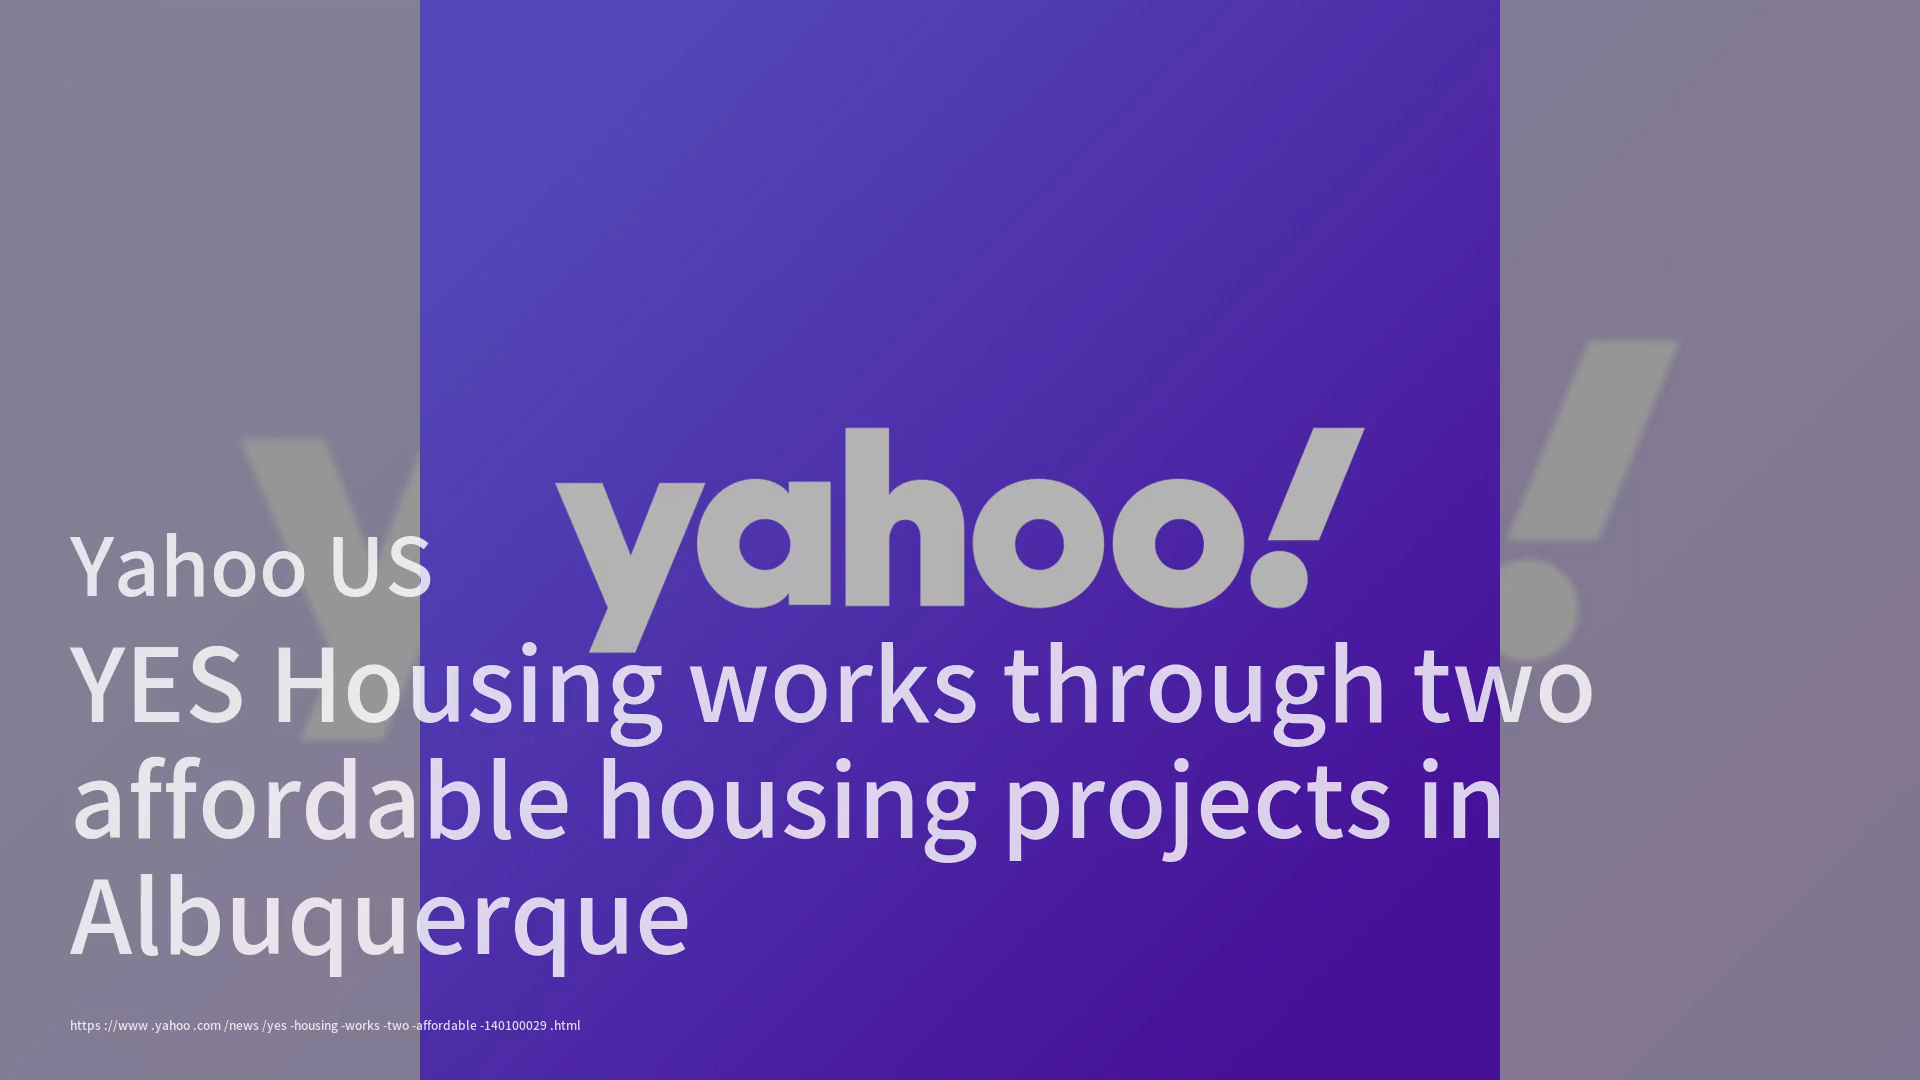 yahoo!
Yahoo US
YES Housing works through two
affordable housing projects in
Albuquerque
https ://www .yahoo .com /news /yes -housing -works -two -affordable -140100029 .html